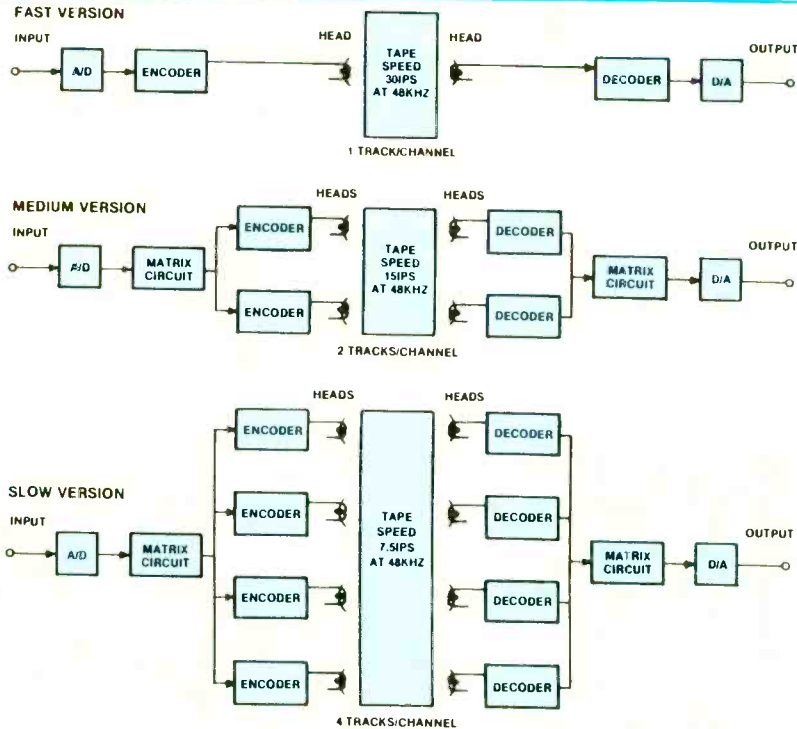 FAST VERSION
INPUT
HEAD
HEAD
OUTPUT
A/D
ENCODER
TAPE
SPEED
30IPS
AT 48KHZ
DECODER
D/A
1 TRACK/CHANNEL
MEDIUM VERSION
INPUT
HEADS
HEADS
OUTPUT
A/D
MATRIX
CIRCUIT
ENCODER
ENCODER
TAPE
SPEED
15IPS
AT 48KHZ
DECODER
DECODER
MATRIX
CIRCUIT
D/A
2 TRACKS/CHANNEL
SLOW VERSION
INPUT
HEADS
HEADS
OUTPUT
A/D
MATRIX
CIRCUIT
ENCODER
ENCODER
ENCODER
ENCODER
TAPE
SPEED
7.5IPS
AT 48KHZ
DECODER
DECODER
DECODER
DECODER
MATRIX
CIRCUIT
D/A
4 TRACKS/CHANNEL